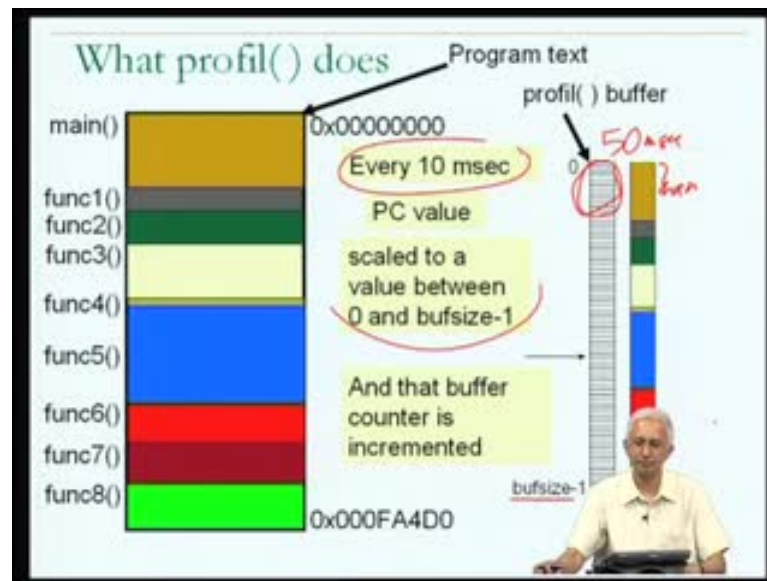 What profil( ) does
Program text
profil( ) buffer
main()
0x00000000
50 msec
Every 10 msec
0
main
func1()
PC value
func2()
func3()
scaled to a
value between
0 and bufsize-1
func4()
func5()
And that buffer
counter is
incremented
func6()
func7()
func8()
bufsize-1
0x000FA4D0